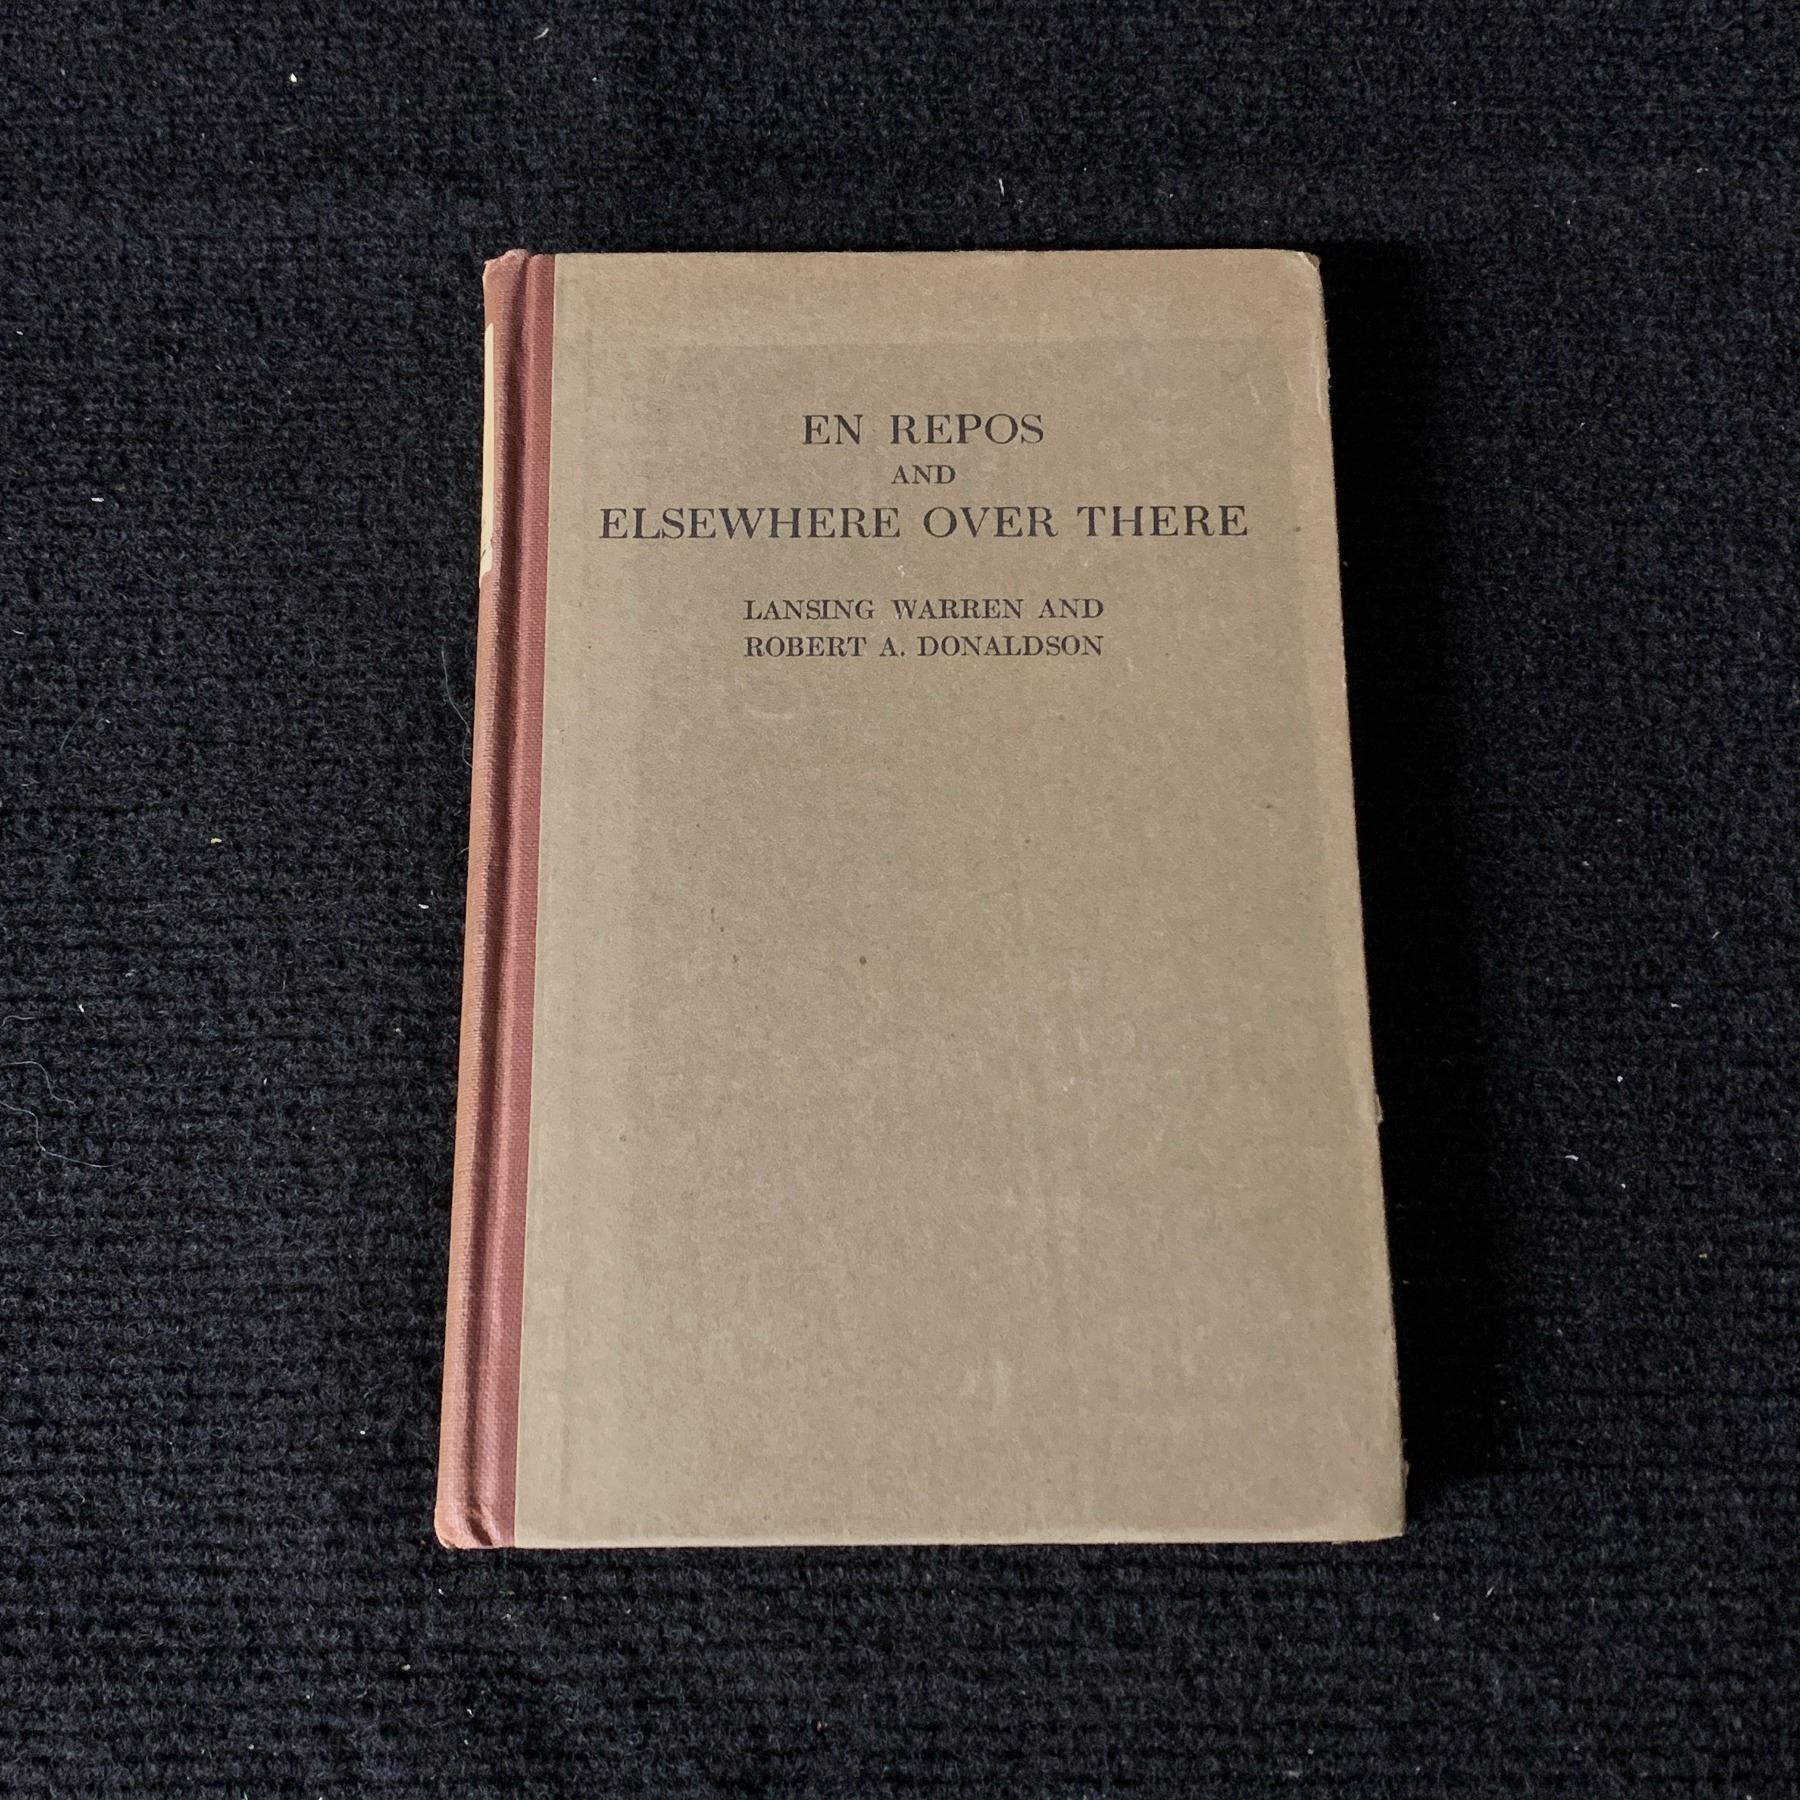 EN REPOS
AND
ELSEWHERE OVER THERE
LANSING WARREN AND
ROBERT A. DONALDSON